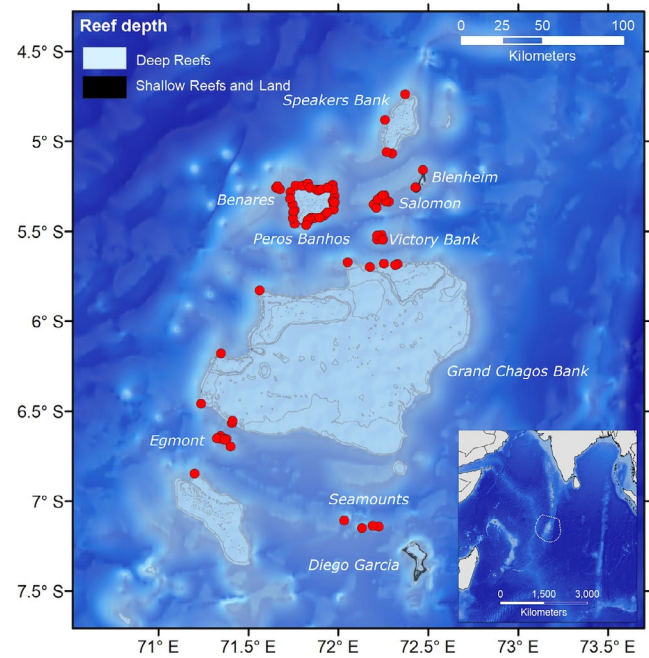 Reef depth
Deep Reefs
Shallow Reefs and Land
0 25 50 100
Kilometers
4.5° S
5° S
5.5° S
6° S
6.5° S
7° S
7.5° S
Speakers Bank
Blenheim
Benares
Salomon
Peros Banhos
Victory Bank
Grand Chagos Bank
Egmont
Seamounts
Diego Garcia
0 1,500 3,000
Kilometers
71° E
71.5° E
72° E
72.5° E
73° E
73.5° E